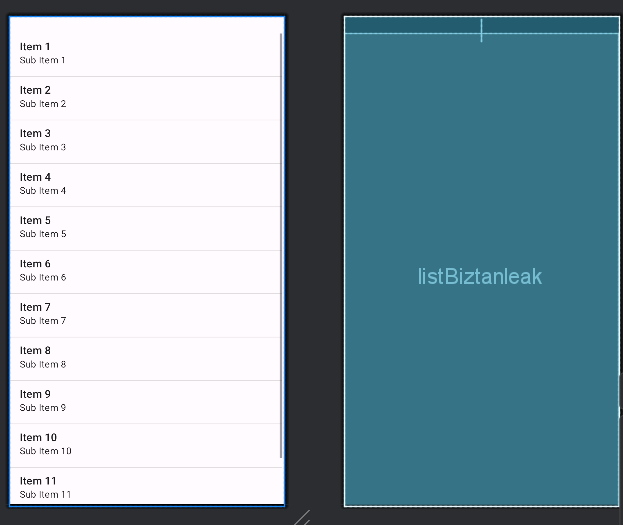 Item 1
Sub Item 1
Item 2
Sub Item 2
Item 3
Sub Item 3
Item 4
Sub Item 4
Item 5
Sub Item 5
Item 6
Sub Item 6
Item 7
Sub Item 7
Item 8
Sub Item 8
Item 9
Sub Item 9
Item 10
Sub Item 10
Item 11
Sub Item 11
listBiztanleak